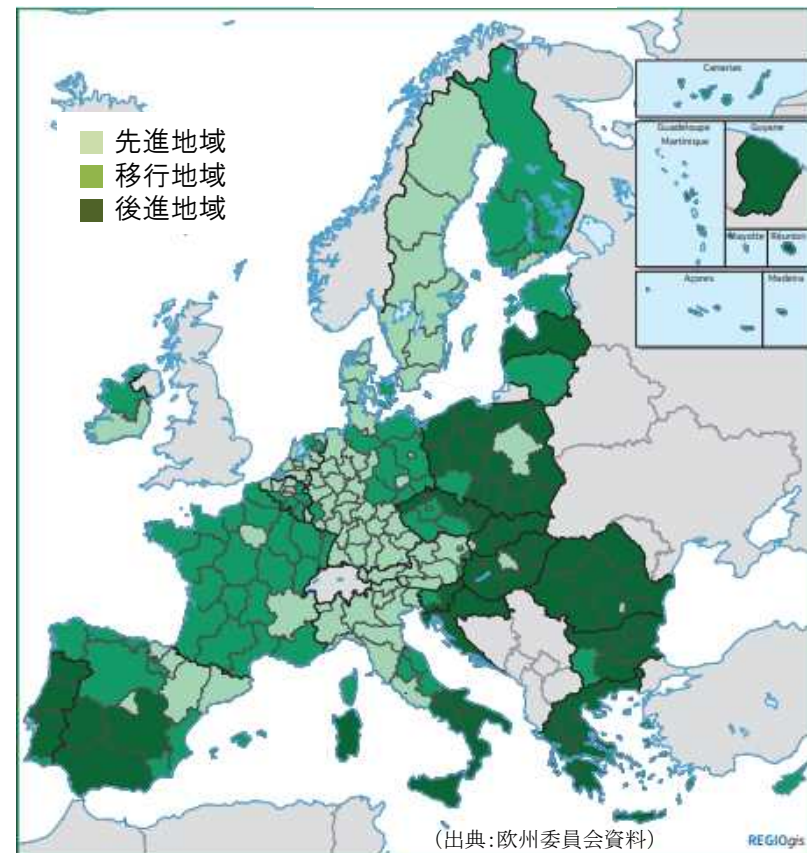 先進地域
移行地域
後進地域
Canarias
Guadeloupe
Martinique
Guyane
Mayotte
Réunion
Açores
Madeira
(出典:欧州委員会資料)
REGIOgis